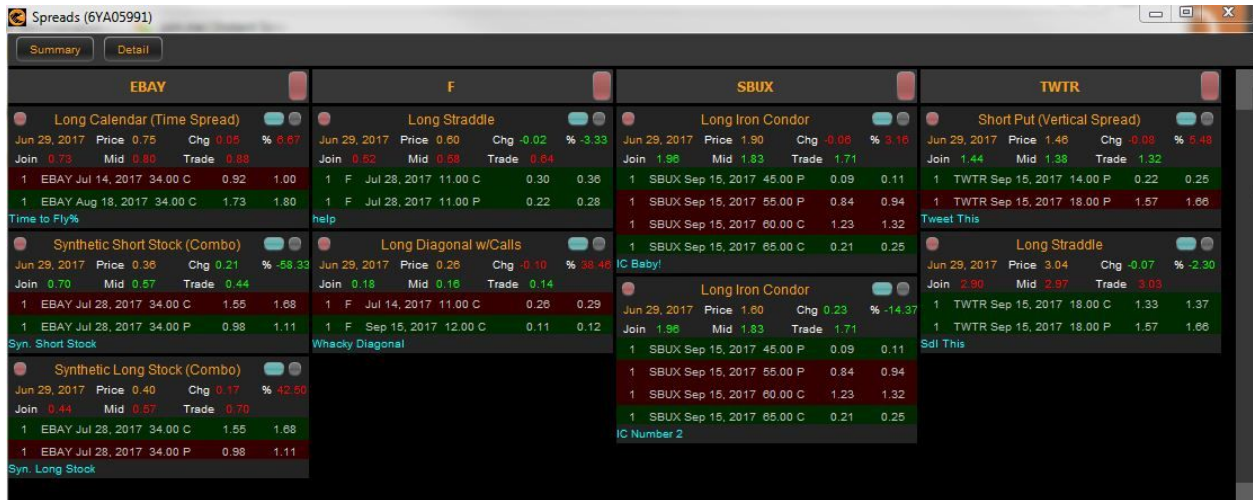 Spreads (6YA05991)
Summary Detail
EBAY
Long Calendar (Time Spread)
Jun 29, 2017 Price 0.75 Chg 0.05 % 6.67
Join 0.73 Mid 0.80 Trade 0.88
1 EBAY Jul 14, 2017 34.00 C 0.92 1.00
1 EBAY Aug 18, 2017 34.00 C 1.73 1.80
Time to Fly%
Synthetic Short Stock (Combo)
Jun 29, 2017 Price 0.36 Chg 0.21 % -58.33
Join 0.70 Mid 0.57 Trade 0.44
1 EBAY Jul 28, 2017 34.00 C 1.55 1.68
1 EBAY Jul 28, 2017 34.00 P 0.98 1.11
Syn. Short Stock
Synthetic Long Stock (Combo)
Jun 29, 2017 Price 0.40 Chg 0.17 % 42.50
Join 0.44 Mid 0.57 Trade 0.70
1 EBAY Jul 28, 2017 34.00 C 1.55 1.68
1 EBAY Jul 28, 2017 34.00 P 0.98 1.11
Syn. Long Stock
F
Long Straddle
Jun 29, 2017 Price 0.60 Chg -0.02 % -3.33
Join 0.52 Mid 0.58 Trade 0.64
1 F Jul 28, 2017 11.00 C 0.30 0.36
1 F Jul 28, 2017 11.00 P 0.22 0.28
help
Long Diagonal w/Calls
Jun 29, 2017 Price 0.26 Chg -0.10 % 38.46
Join 0.18 Mid 0.16 Trade 0.14
1 F Jul 14, 2017 11.00 C 0.26 0.29
1 F Sep 15, 2017 12.00 C 0.11 0.12
Whacky Diagonal
SBUX
Long Iron Condor
Jun 29, 2017 Price 1.90 Chg -0.06 % 3.16
Join 1.96 Mid 1.83 Trade 1.71
1 SBUX Sep 15, 2017 45.00 P 0.09 0.11
1 SBUX Sep 15, 2017 55.00 P 0.84 0.94
1 SBUX Sep 15, 2017 60.00 C 1.23 1.32
1 SBUX Sep 15, 2017 65.00 C 0.21 0.25
IC Baby!
Long Iron Condor
Jun 29, 2017 Price 1.60 Chg 0.23 % -14.37
Join 1.96 Mid 1.83 Trade 1.71
1 SBUX Sep 15, 2017 45.00 P 0.09 0.11
1 SBUX Sep 15, 2017 55.00 P 0.84 0.94
1 SBUX Sep 15, 2017 60.00 C 1.23 1.32
1 SBUX Sep 15, 2017 65.00 C 0.21 0.25
IC Number 2
TWTR
Short Put (Vertical Spread)
Jun 29, 2017 Price 1.46 Chg -0.08 % 5.48
Join 1.44 Mid 1.38 Trade 1.32
1 TWTR Sep 15, 2017 14.00 P 0.22 0.25
1 TWTR Sep 15, 2017 18.00 P 1.57 1.66
Tweet This
Long Straddle
Jun 29, 2017 Price 3.04 Chg -0.07 % -2.30
Join 2.90 Mid 2.97 Trade 3.03
1 TWTR Sep 15, 2017 18.00 C 1.33 1.37
1 TWTR Sep 15, 2017 18.00 P 1.57 1.66
Sdl This